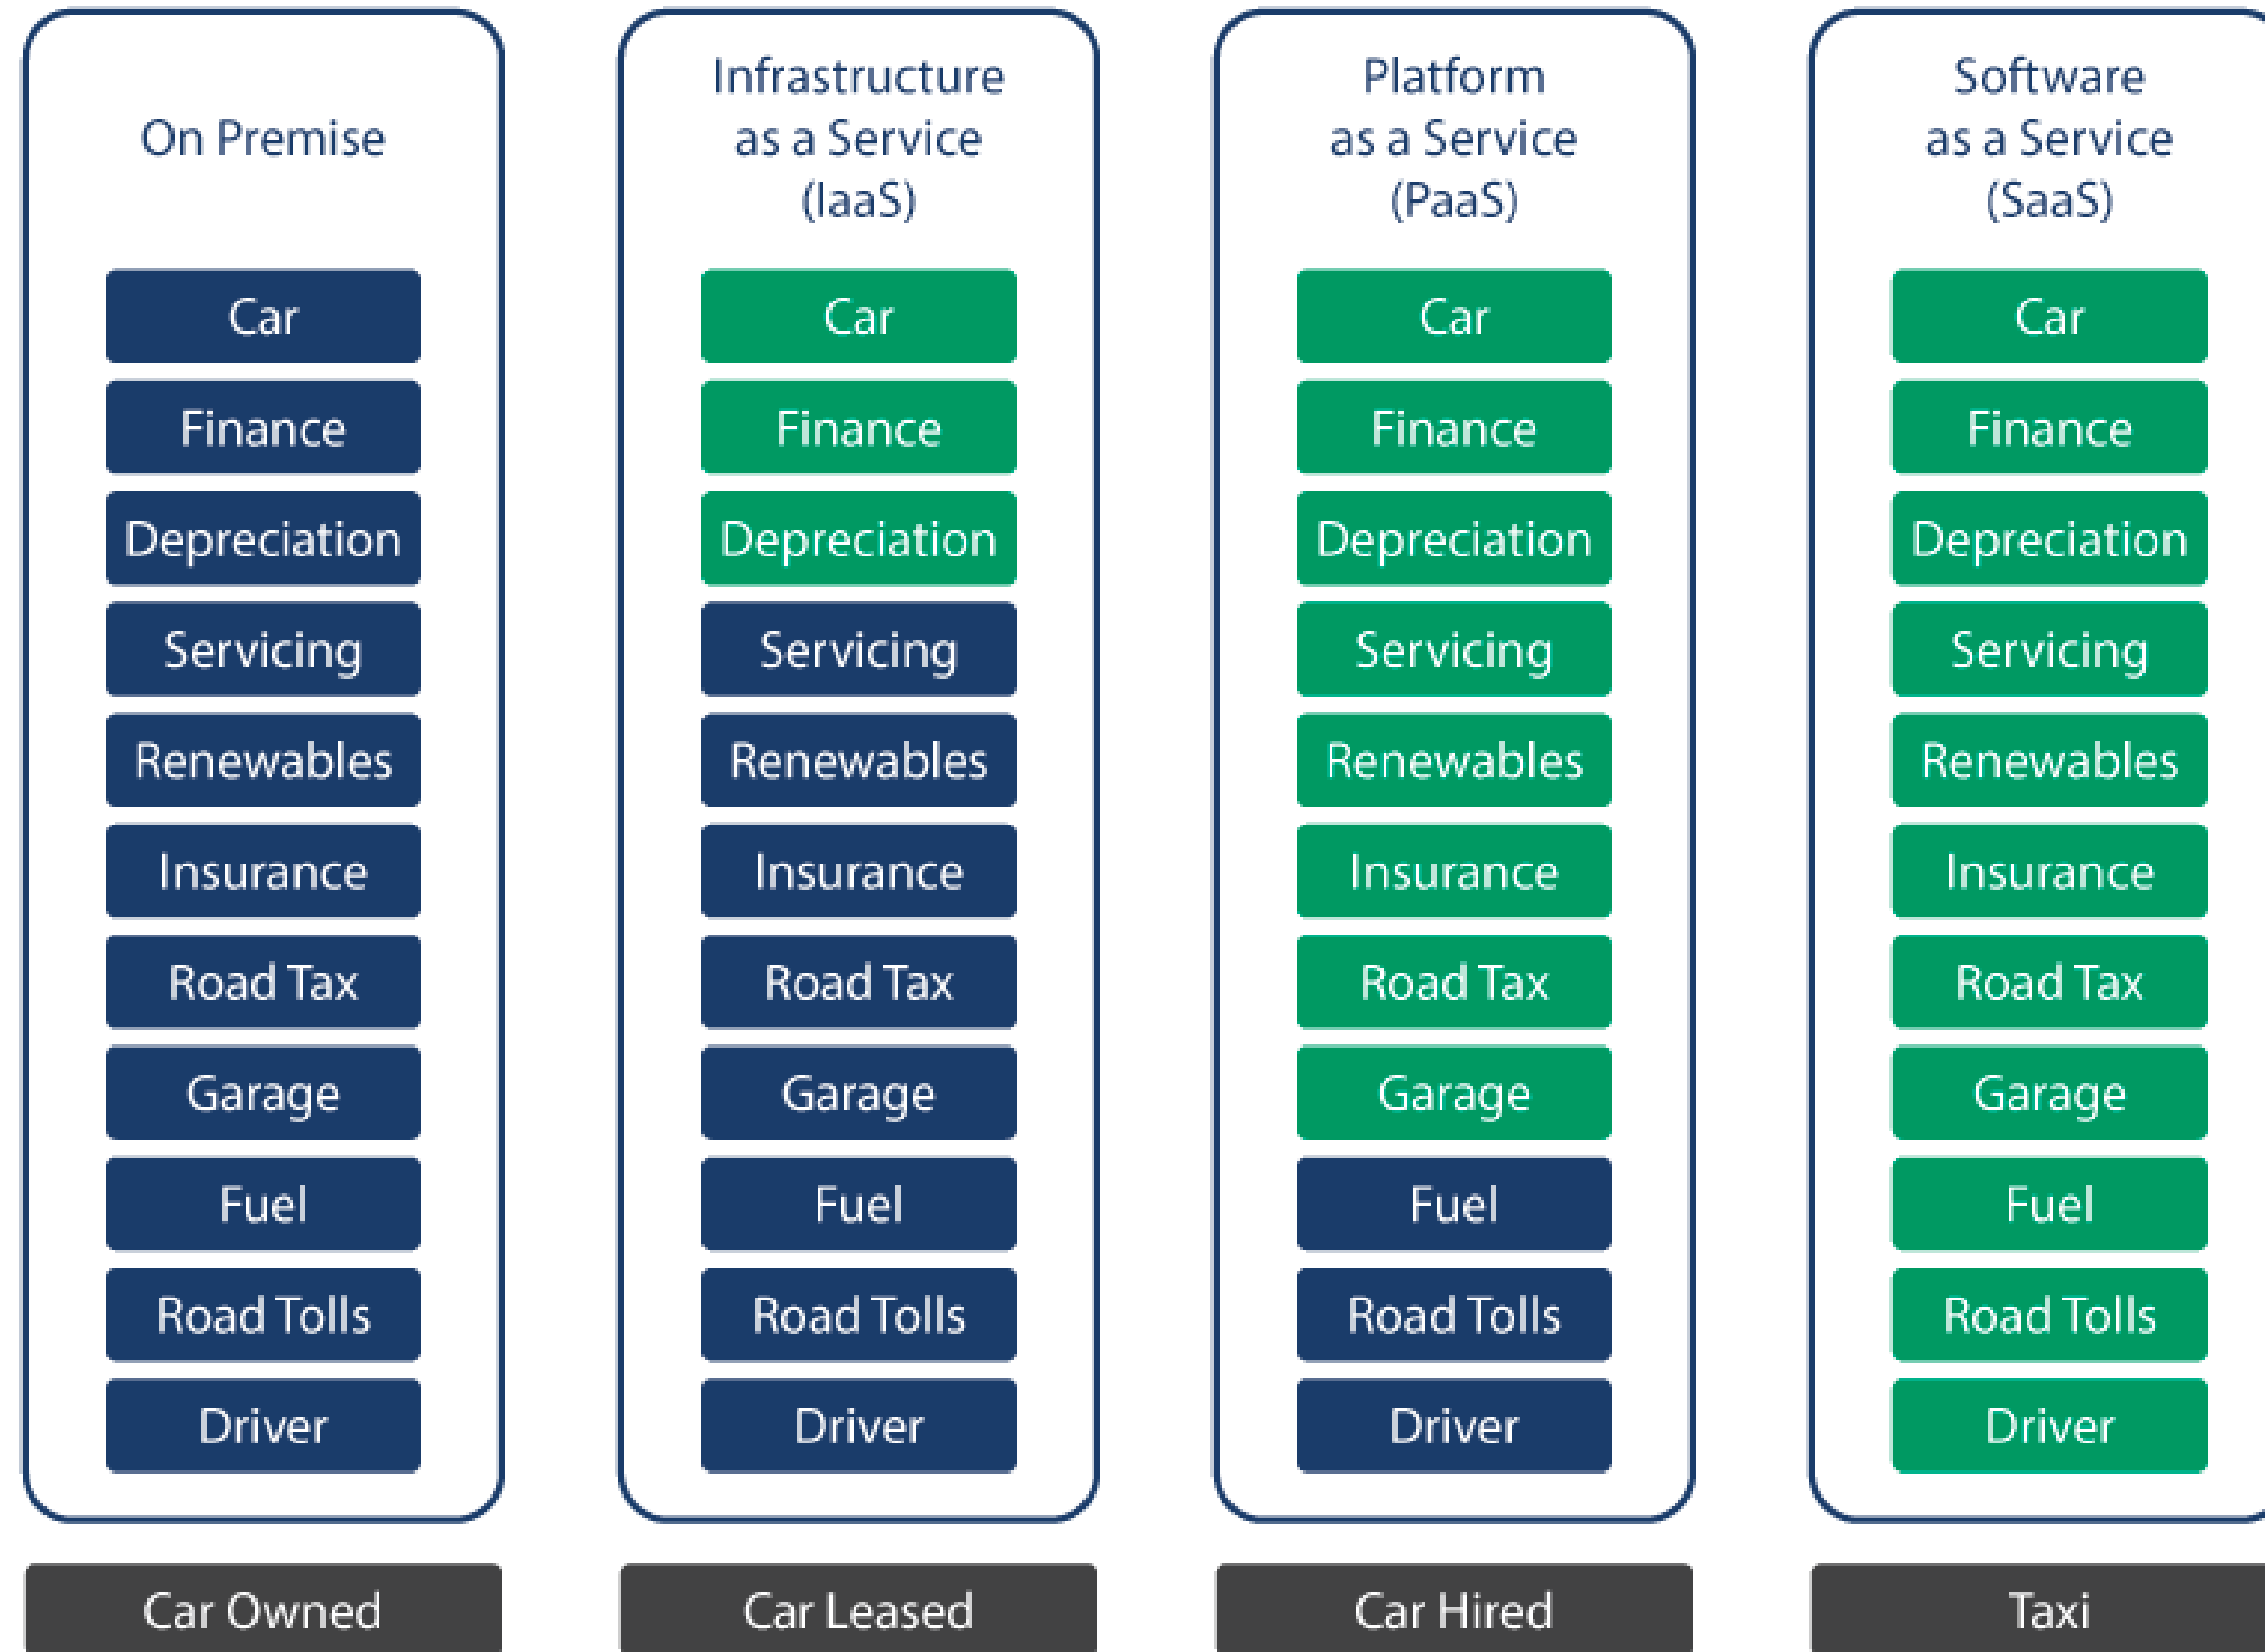 On Premise
Car
Finance
Depreciation
Servicing
Renewables
Insurance
Road Tax
Garage
Fuel
Road Tolls
Driver
Car Owned
Infrastructure
as a Service
(IaaS)
Car
Finance
Depreciation
Servicing
Renewables
Insurance
Road Tax
Garage
Fuel
Road Tolls
Driver
Car Leased
Platform
as a Service
(PaaS)
Car
Finance
Depreciation
Servicing
Renewables
Insurance
Road Tax
Garage
Fuel
Road Tolls
Driver
Car Hired
Software
as a Service
(SaaS)
Car
Finance
Depreciation
Servicing
Renewables
Insurance
Road Tax
Garage
Fuel
Road Tolls
Driver
Taxi